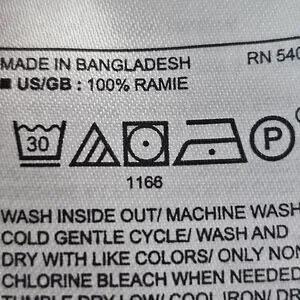 MADE IN BANGLADESH RN 540
■ US/GB : 100% RAMIE
30 P
1166
WASH INSIDE OUT/ MACHINE WASH
COLD GENTLE CYCLE/ WASH AND
DRY WITH LIKE COLORS/ ONLY NON
CHLORINE BLEACH WHEN NEEDED
TUMBLE DRY LOW/ COOL IRON/ DR